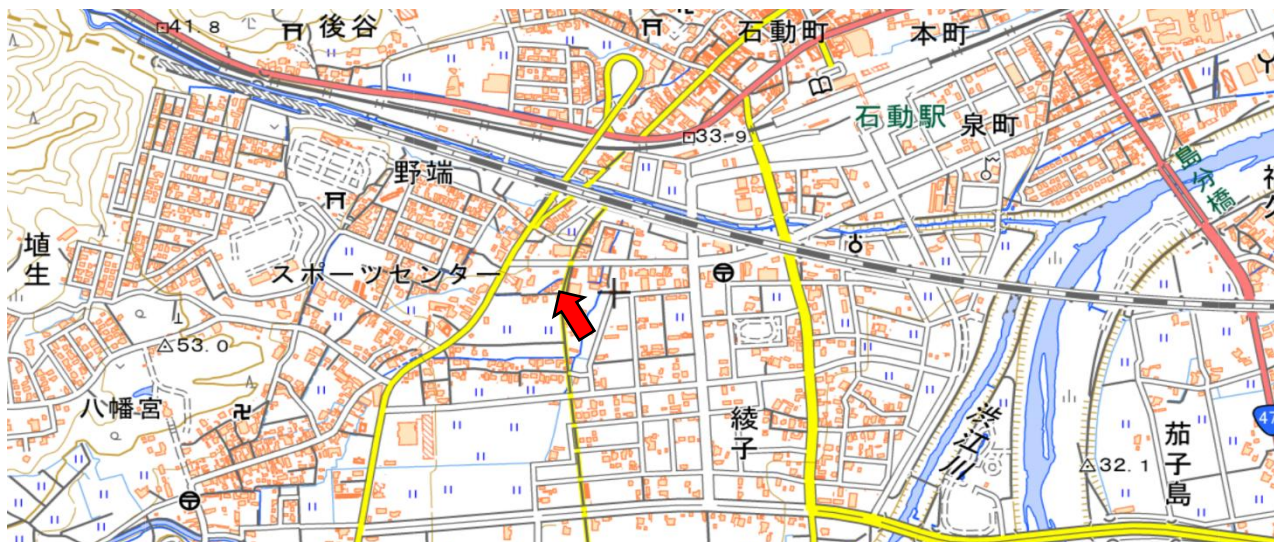 41.8
後谷
石動町
本町
石動駅
泉町
33.9
野端
島分橋
埴生
スポーツセンター
53.0
八幡宮
綾子
渋江川
32.1
茄子島
47